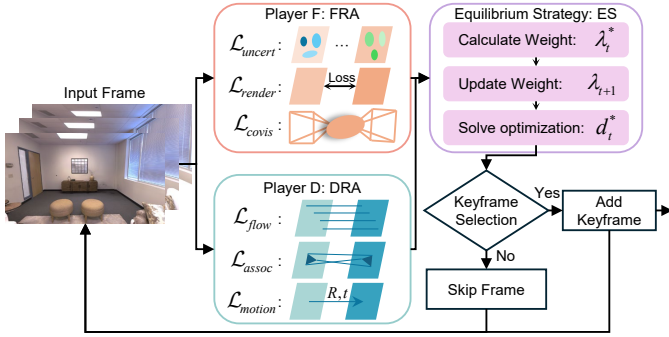 Input Frame
Player F: FRA
ℒ_uncert :
...
ℒ_render :
Loss
ℒ_covis :
Player D: DRA
ℒ_flow :
ℒ_assoc :
ℒ_motion :
R, t
Equilibrium Strategy: ES
Calculate Weight: λ_t^*
Update Weight: λ_{t+1}
Solve optimization: d_t^*
Keyframe
Selection
Yes
Add
Keyframe
No
Skip Frame